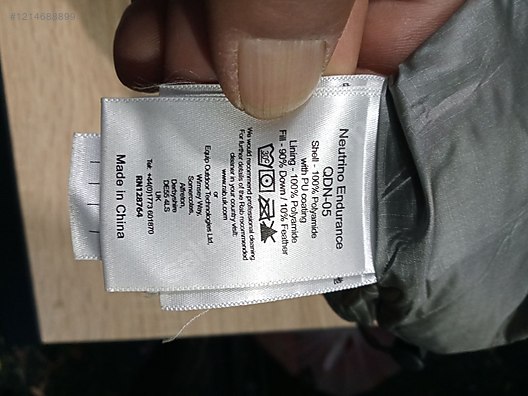 #1214688899
Neutrino Endurance
QDN-05
Shell - 100% Polyamide
with PU coating
Lining - 100% Polyamide
Fill - 90% Down / 10% Feather
We would recommend professional cleaning
For further details of the Rab recommended
cleaner in your country visit:
www.rab.uk.com
or
Equip Outdoor Technologies Ltd.
Wimsey Way,
Somercotes,
Alfreton,
Derbyshire
DE55 4LS
UK
Tel: +44(0)1773 601870
RN128764
Made in China